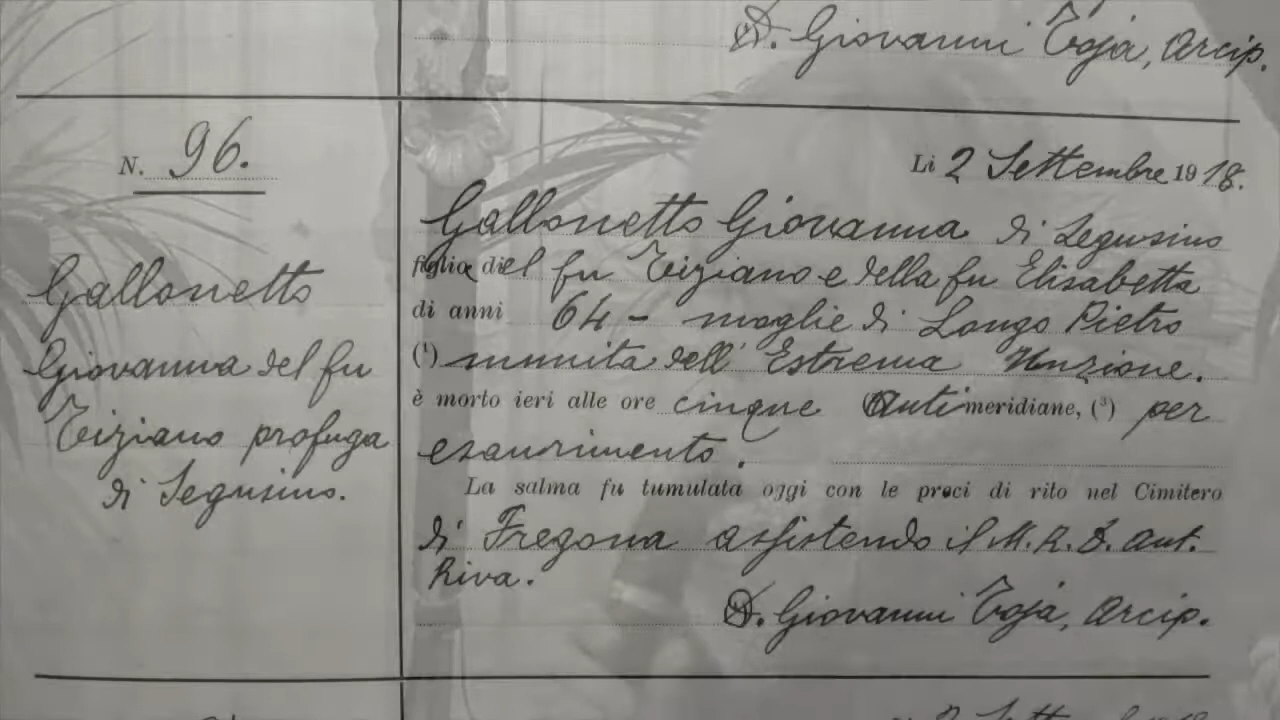 D. Giovanni Toja, Arcip.
N. 96.
Gallonetto
Giovanna del fu
Tiziano profuga
di Segusino.
Li 2 Settembre 1918.
Gallonetto Giovanna di Segusino
figlia del fu Tiziano e della fu Elisabetta
di anni 64 - moglie di Longo Pietro
(¹) munita dell' Estrema Unzione.
è morto ieri alle ore cinque Antimeridiane, (³) per
esaurimento.
La salma fu tumulata oggi con le preci di rito nel Cimitero
di Fregona assistendo il M. R. D. Ant.
Riva.
D. Giovanni Toja, Arcip.
2 Settembre